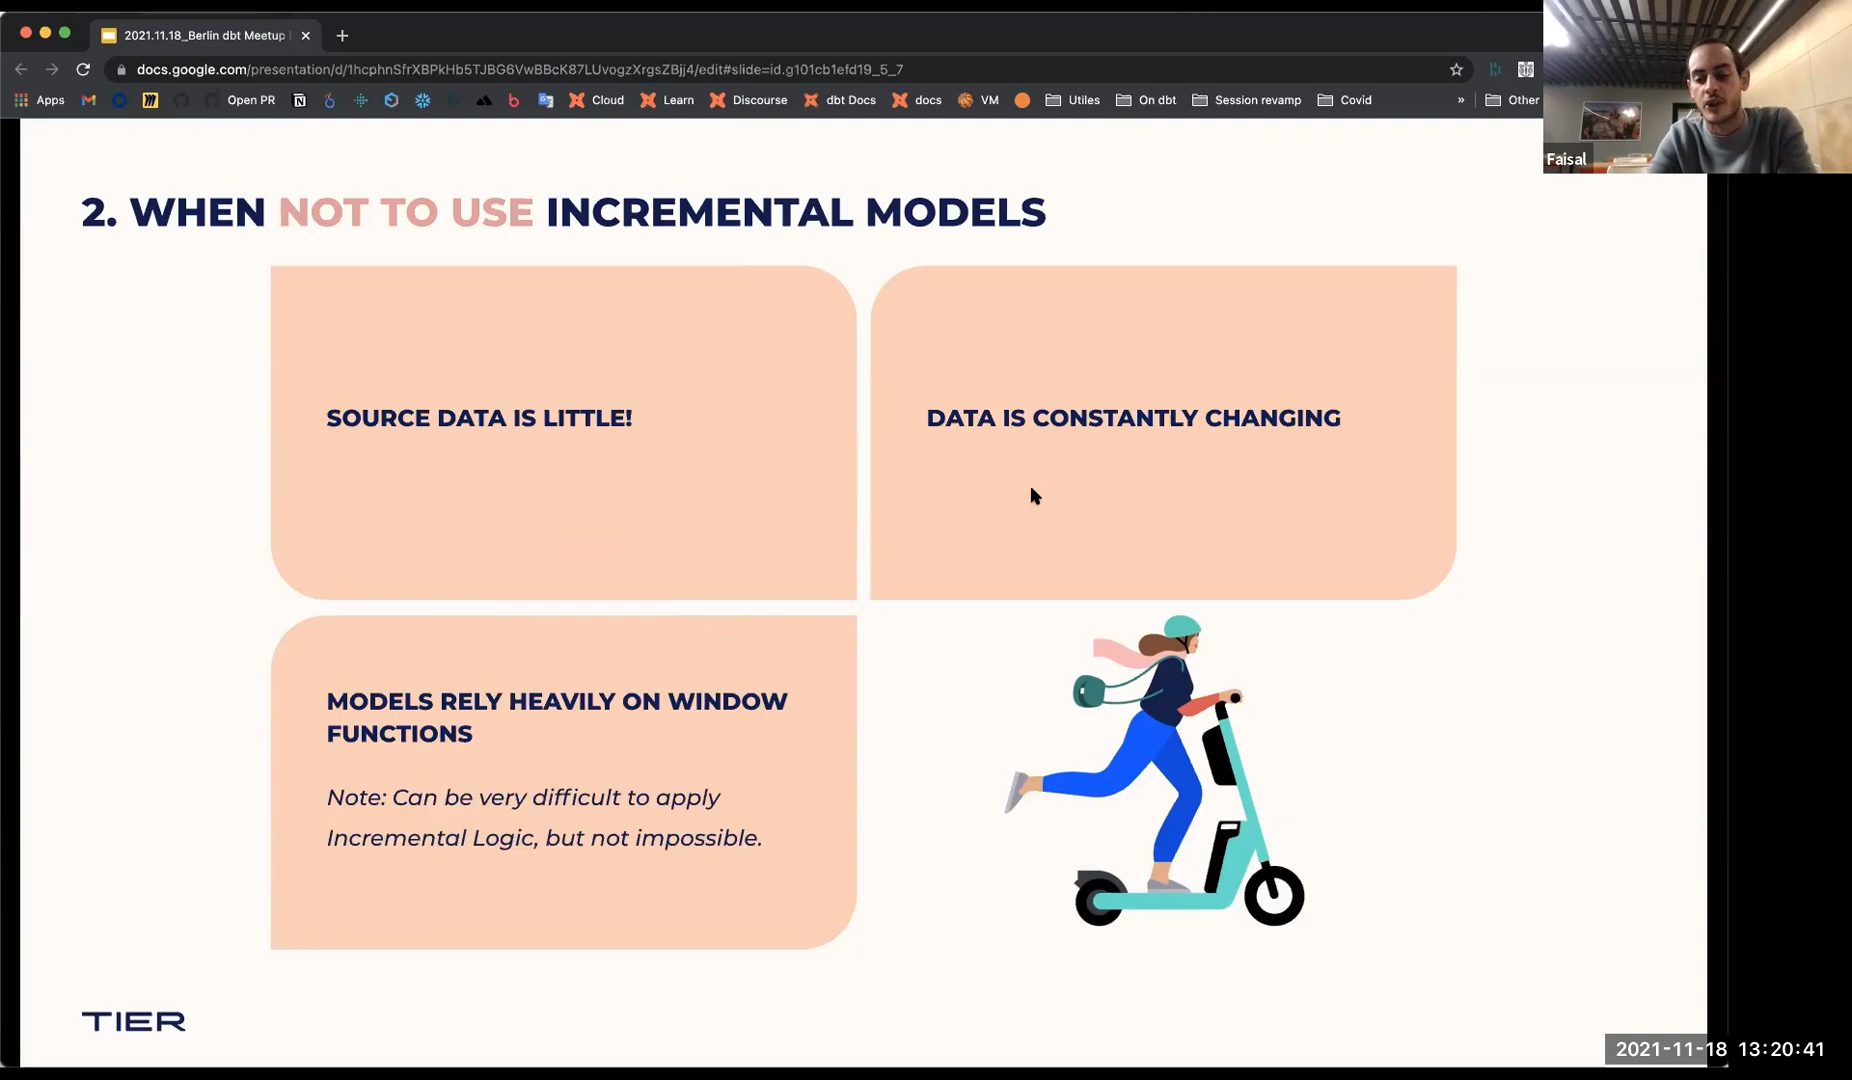 2021.11.18_Berlin dbt Meetup
docs.google.com/presentation/d/1hcphnSfrXBPkHb5TJBG6VwBBcK87LUvogzXrgsZBjj4/edit#slide=id.g101cb1efd19_5_7
Apps Open PR Cloud Learn Discourse dbt Docs docs VM Utiles On dbt Session revamp Covid » Other
Faisal
2. WHEN NOT TO USE INCREMENTAL MODELS
SOURCE DATA IS LITTLE!
DATA IS CONSTANTLY CHANGING
MODELS RELY HEAVILY ON WINDOW
FUNCTIONS
Note: Can be very difficult to apply
Incremental Logic, but not impossible.
TIER
2021-11-18 13:20:41